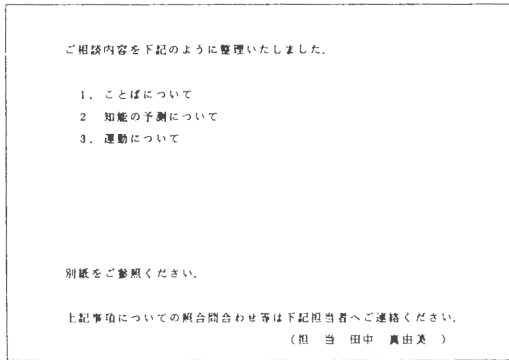 ご相談内容を下記のように整理いたしました.
1. ことばについて
2 知能の予測について
3. 運動について
別紙をご参照ください.
上記事項についての照合問合わせ等は下記担当者へご連絡ください.
(担 当 田中 真由美 )